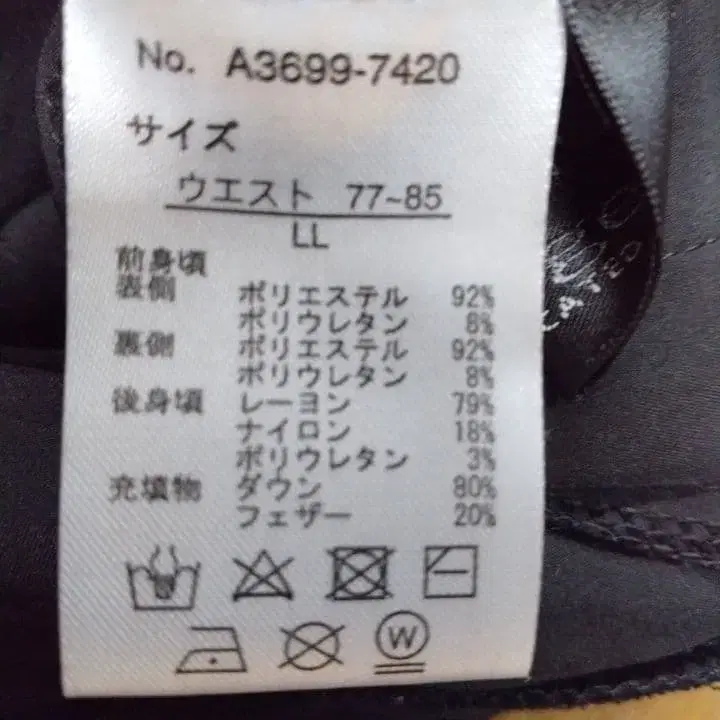 No. A3699-7420
サイズ
ウエスト 77~85
LL
前身頃
表側 ポリエステル 92%
ポリウレタン 8%
裏側 ポリエステル 92%
ポリウレタン 8%
後身頃 レーヨン 79%
ナイロン 18%
ポリウレタン 3%
充填物 ダウン 80%
フェザー 20%
W